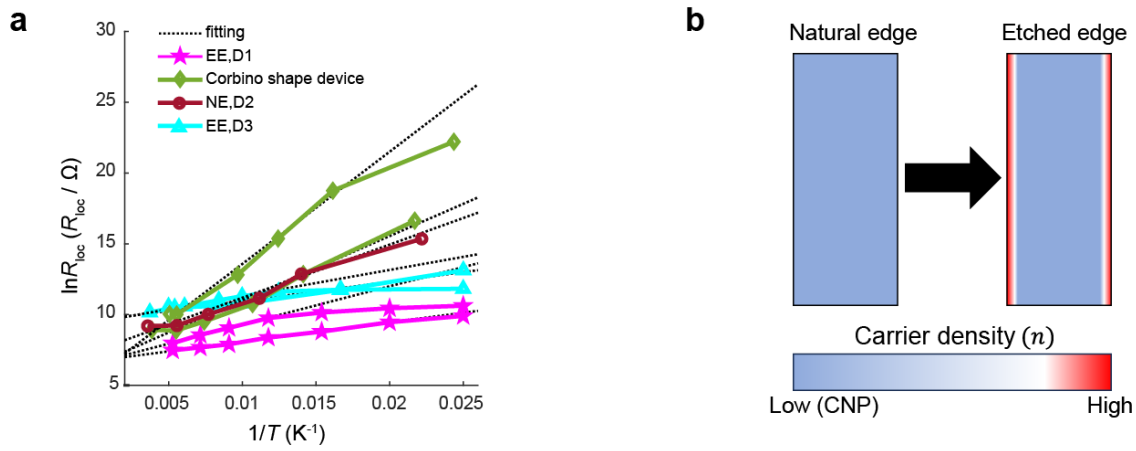 a
30
25
20
15
10
5
lnRloc (Rloc / Ω)
fitting
EE,D1
Corbino shape device
NE,D2
EE,D3
0.005
0.01
0.015
0.02
0.025
1/T (K⁻¹)
b
Natural edge
Etched edge
Carrier density (n)
Low (CNP)
High